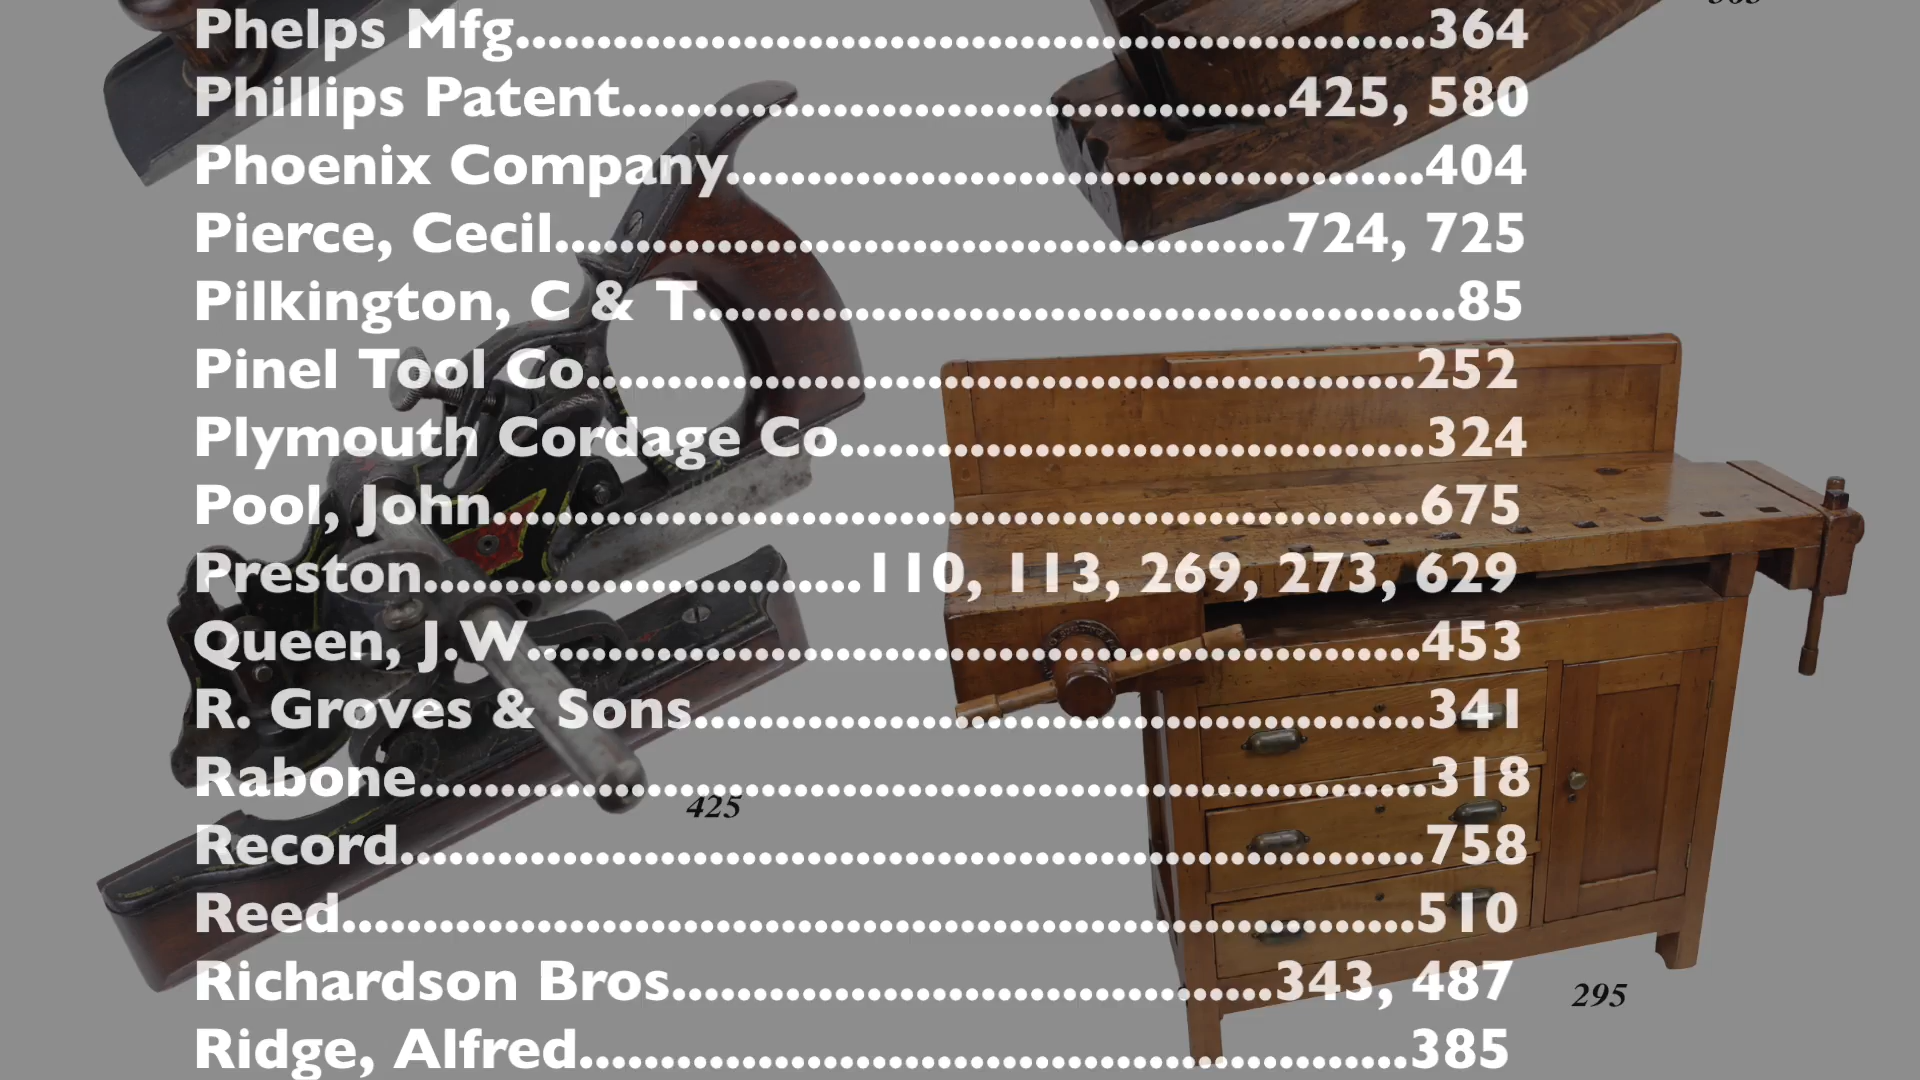 Phelps Mfg......................................................................364
Phillips Patent...................................................425, 580
Phoenix Company.....................................................404
Pierce, Cecil........................................................724, 725
Pilkington, C & T..........................................................85
Pinel Tool Co................................................................252
Plymouth Cordage Co.............................................324
Pool, John.......................................................................675
Preston..................................110, 113, 269, 273, 629
Queen, J.W....................................................................453
R. Groves & Sons........................................................341
Rabone.............................................................................318
Record..............................................................................758
Reed..................................................................................510
Richardson Bros..............................................343, 487
Ridge, Alfred................................................................385
425
295